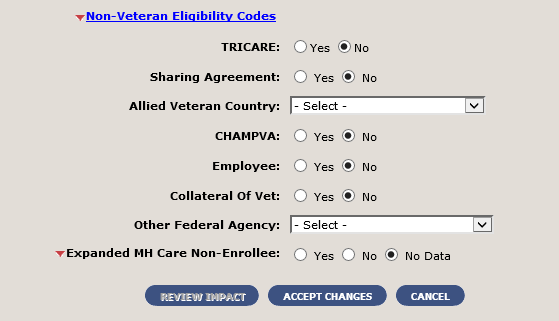 Non-Veteran Eligibility Codes
TRICARE: Yes No
Sharing Agreement: Yes No
Allied Veteran Country: - Select -
CHAMPVA: Yes No
Employee: Yes No
Collateral Of Vet: Yes No
Other Federal Agency: - Select -
Expanded MH Care Non-Enrollee: Yes No No Data
REVIEW IMPACT ACCEPT CHANGES CANCEL